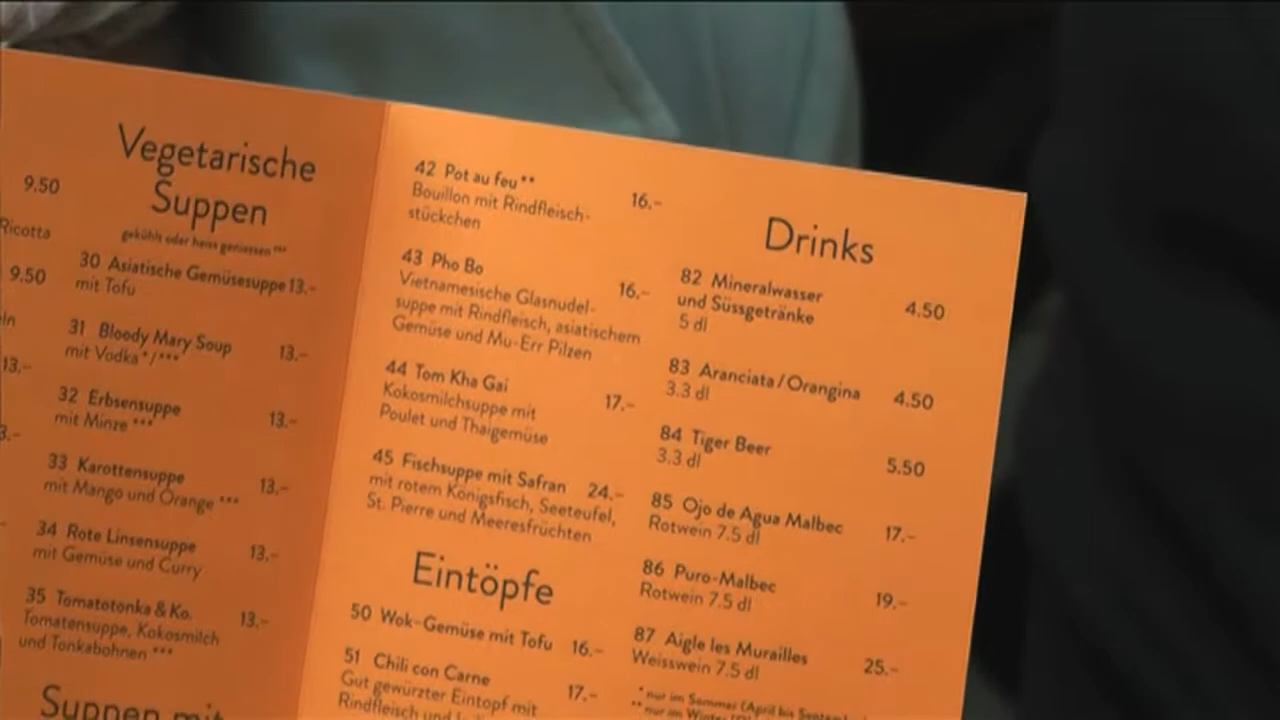 9.50
Ricotta
9.50
13.-
Vegetarische
Suppen
gekühlt oder heiss geniessen ***
30 Asiatische Gemüsesuppe 13.-
mit Tofu
31 Bloody Mary Soup 13.-
mit Vodka */***
32 Erbsensuppe 13.-
mit Minze ***
33 Karottensuppe 13.-
mit Mango und Orange ***
34 Rote Linsensuppe 13.-
mit Gemüse und Curry
35 Tomatotonka & Ko. 13.-
Tomatensuppe, Kokosmilch
und Tonkabohnen ***
Suppen mit
42 Pot au feu ** 16.-
Bouillon mit Rindfleisch-
stückchen
43 Pho Bo 16.-
Vietnamesische Glasnudel-
suppe mit Rindfleisch, asiatischem
Gemüse und Mu-Err Pilzen
44 Tom Kha Gai 17.-
Kokosmilchsuppe mit
Poulet und Thaigemüse
45 Fischsuppe mit Safran 24.-
mit rotem Königsfisch, Seeteufel,
St. Pierre und Meeresfrüchten
Eintöpfe
50 Wok-Gemüse mit Tofu 16.-
51 Chili con Carne 17.-
Gut gewürzter Eintopf mit
Rindfleisch und
Drinks
82 Mineralwasser 4.50
und Süssgetränke
5 dl
83 Aranciata / Orangina 4.50
3.3 dl
84 Tiger Beer 5.50
3.3 dl
85 Ojo de Agua Malbec 17.-
Rotwein 7.5 dl
86 Puro-Malbec 19.-
Rotwein 7.5 dl
87 Aigle les Murailles 25.-
Weisswein 7.5 dl
* nur im Sommer (April bis
** nur im Winter